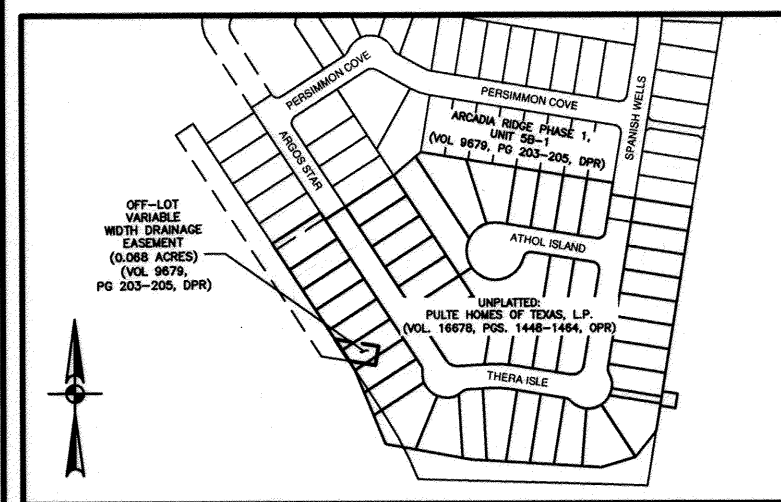 PERSIMMON COVE
PERSIMMON COVE
SPANISH WELLS
ARCADIA RIDGE PHASE 1,
UNIT 5B-1
(VOL 9679, PG 203-205, DPR)
ARGOS STAR
OFF-LOT
VARIABLE
WIDTH DRAINAGE
EASEMENT
(0.068 ACRES)
(VOL 9679,
PG 203-205, DPR)
ATHOL ISLAND
UNPLATTED:
PULTE HOMES OF TEXAS, L.P.
(VOL. 16678, PGS. 1448-1464, OPR)
THERA ISLE